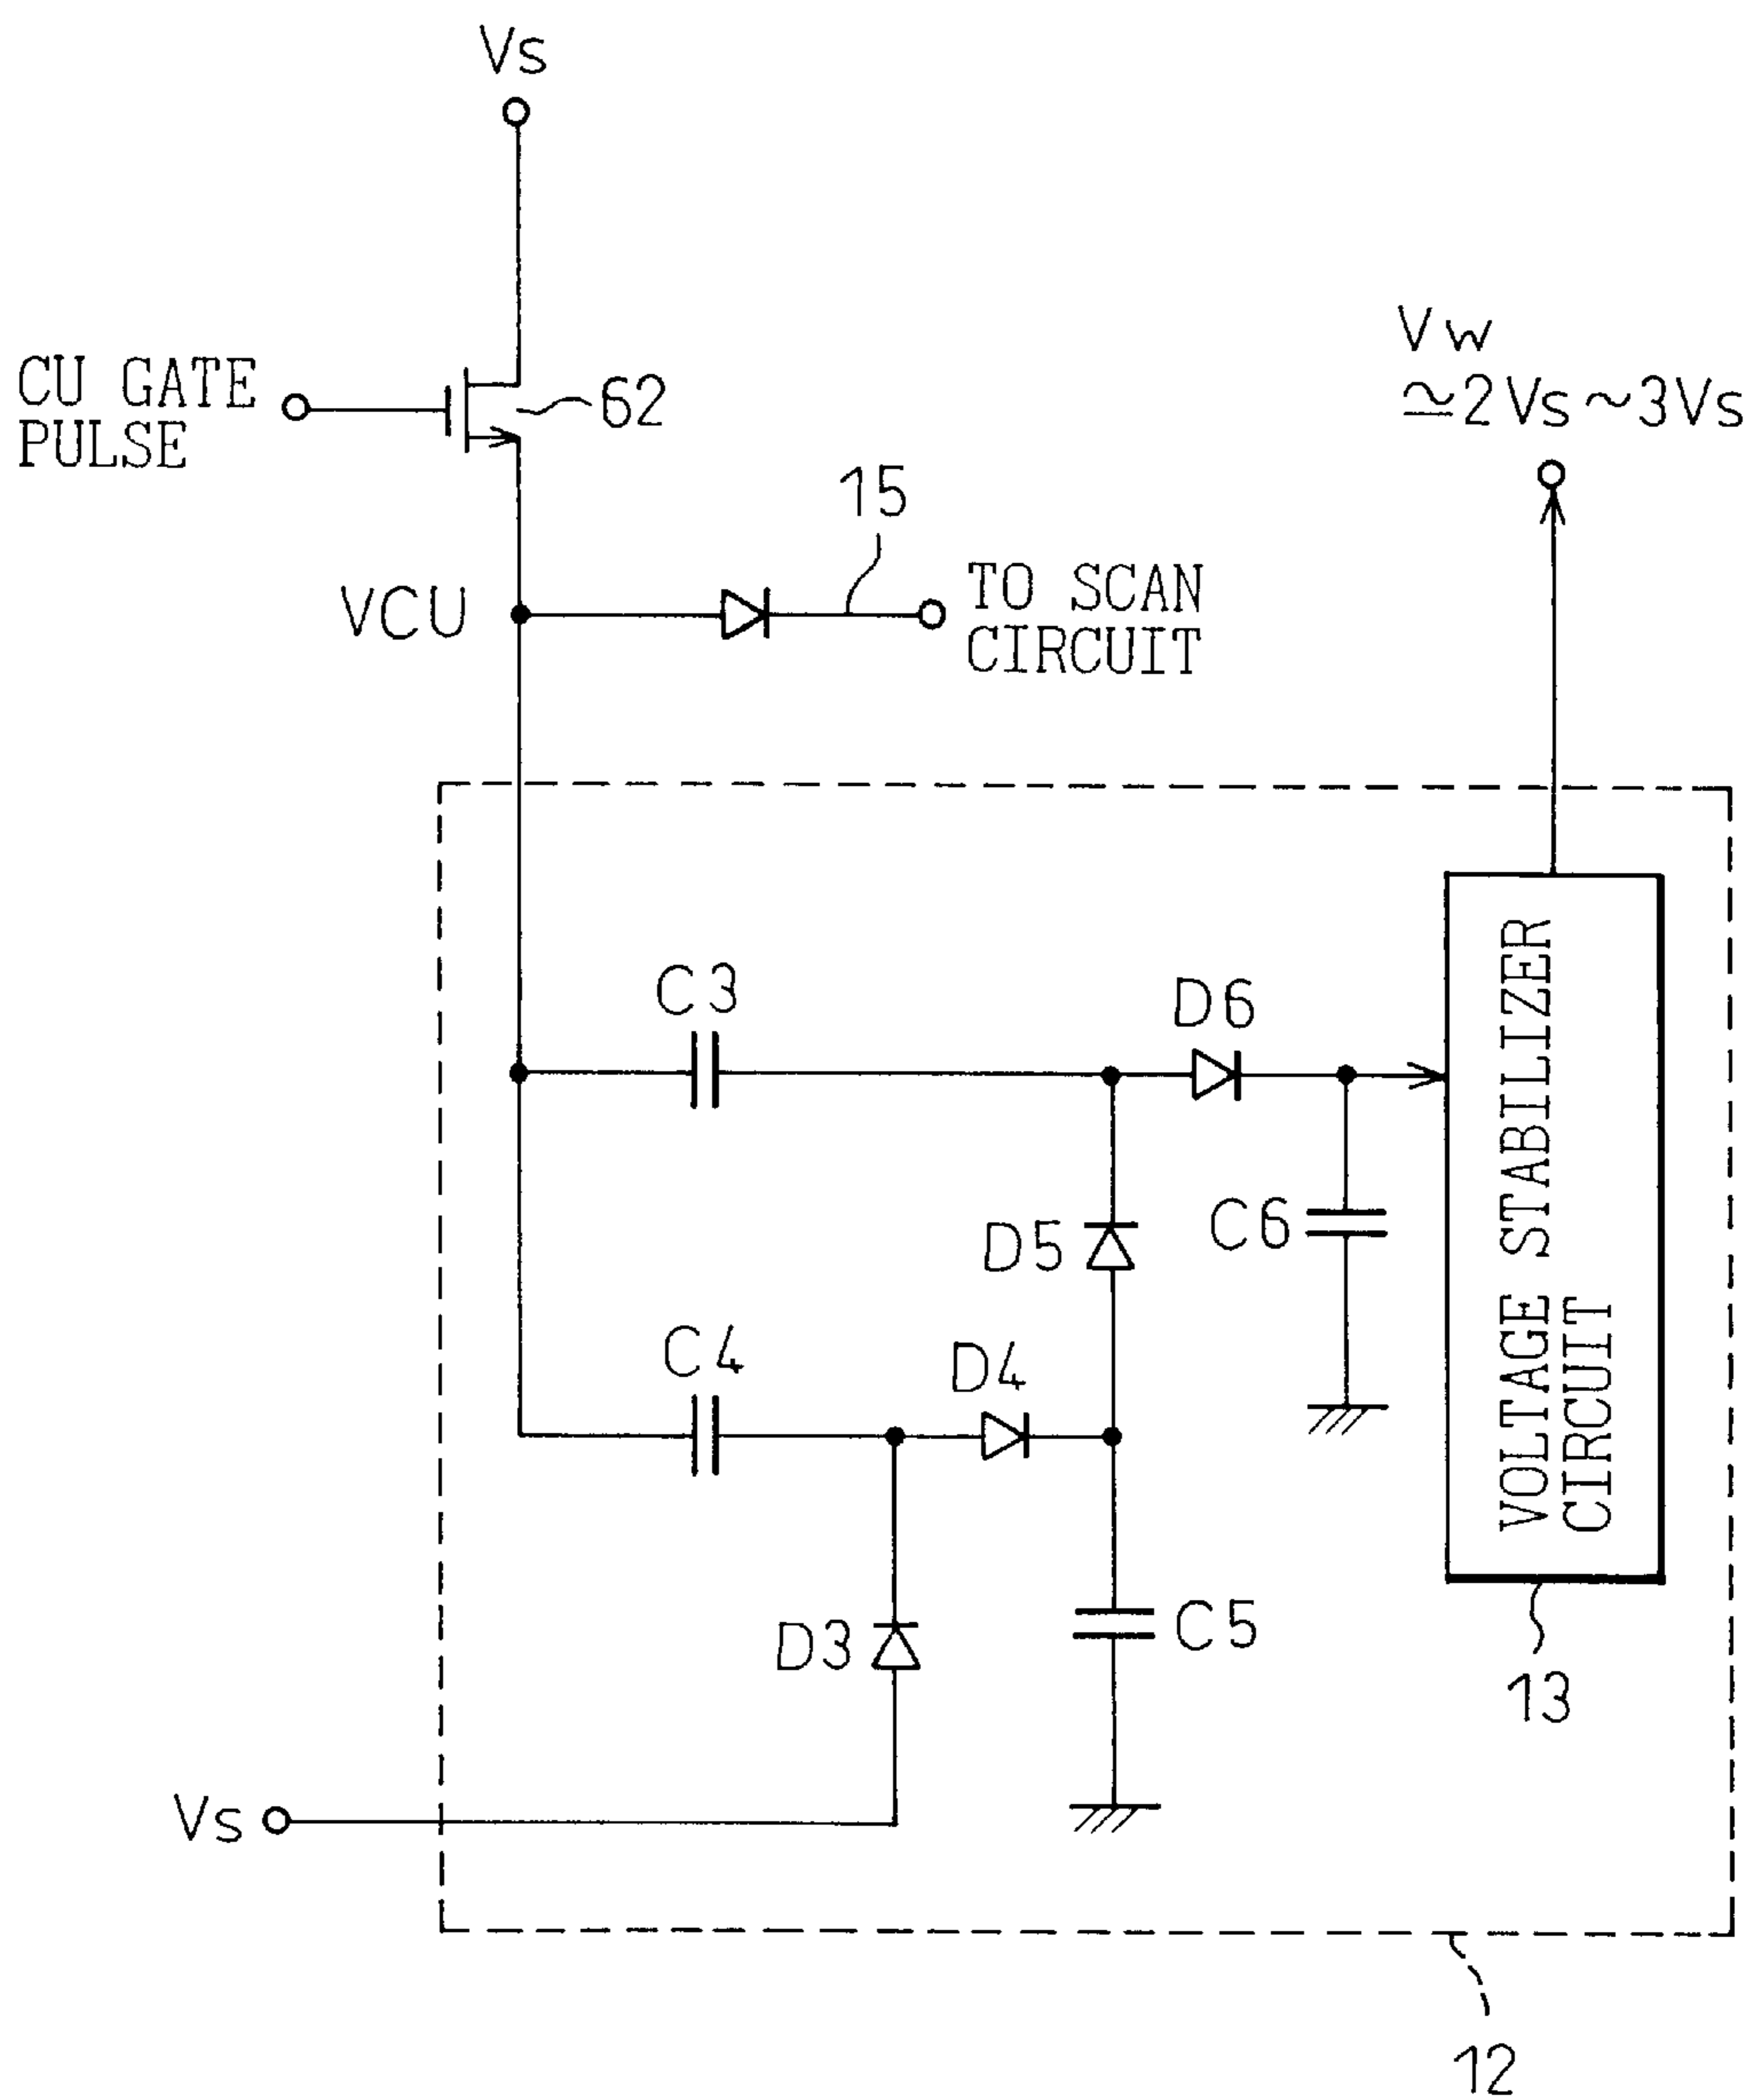 Vs
CU GATE
PULSE
62
Vw
≃2Vs~3Vs
15
VCU
TO SCAN
CIRCUIT
C3
D6
D5
C6
C4
D4
VOLTAGE STABILIZER
CIRCUIT
D3
C5
13
Vs
12